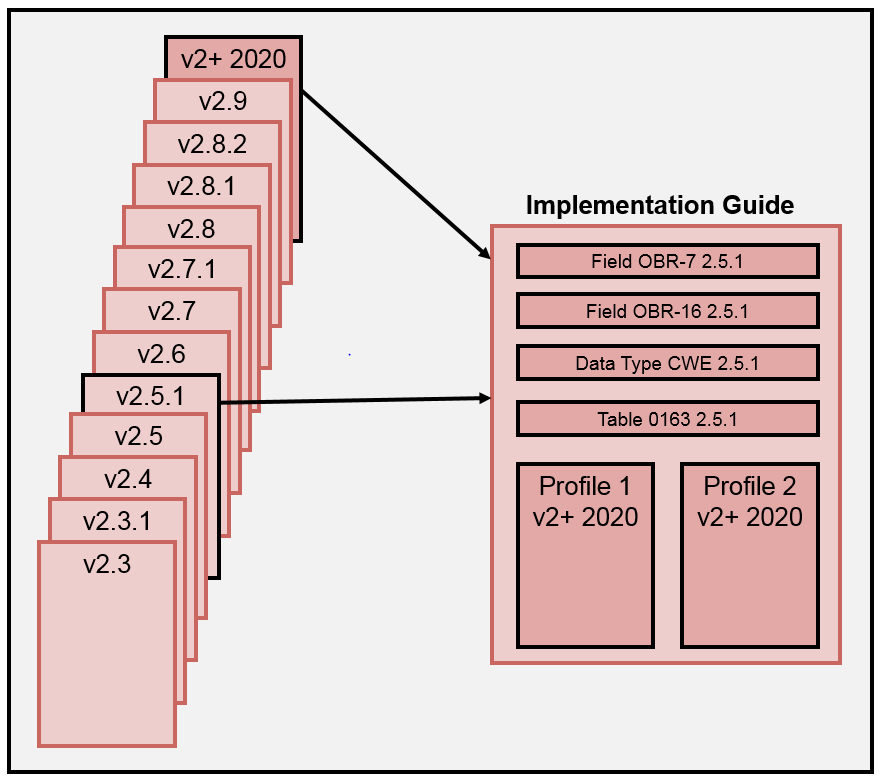 v2+ 2020
v2.9
v2.8.2
v2.8.1
v2.8
v2.7.1
v2.7
v2.6
v2.5.1
v2.5
v2.4
v2.3.1
v2.3
Implementation Guide
Field OBR-7 2.5.1
Field OBR-16 2.5.1
Data Type CWE 2.5.1
Table 0163 2.5.1
Profile 1
v2+ 2020
Profile 2
v2+ 2020